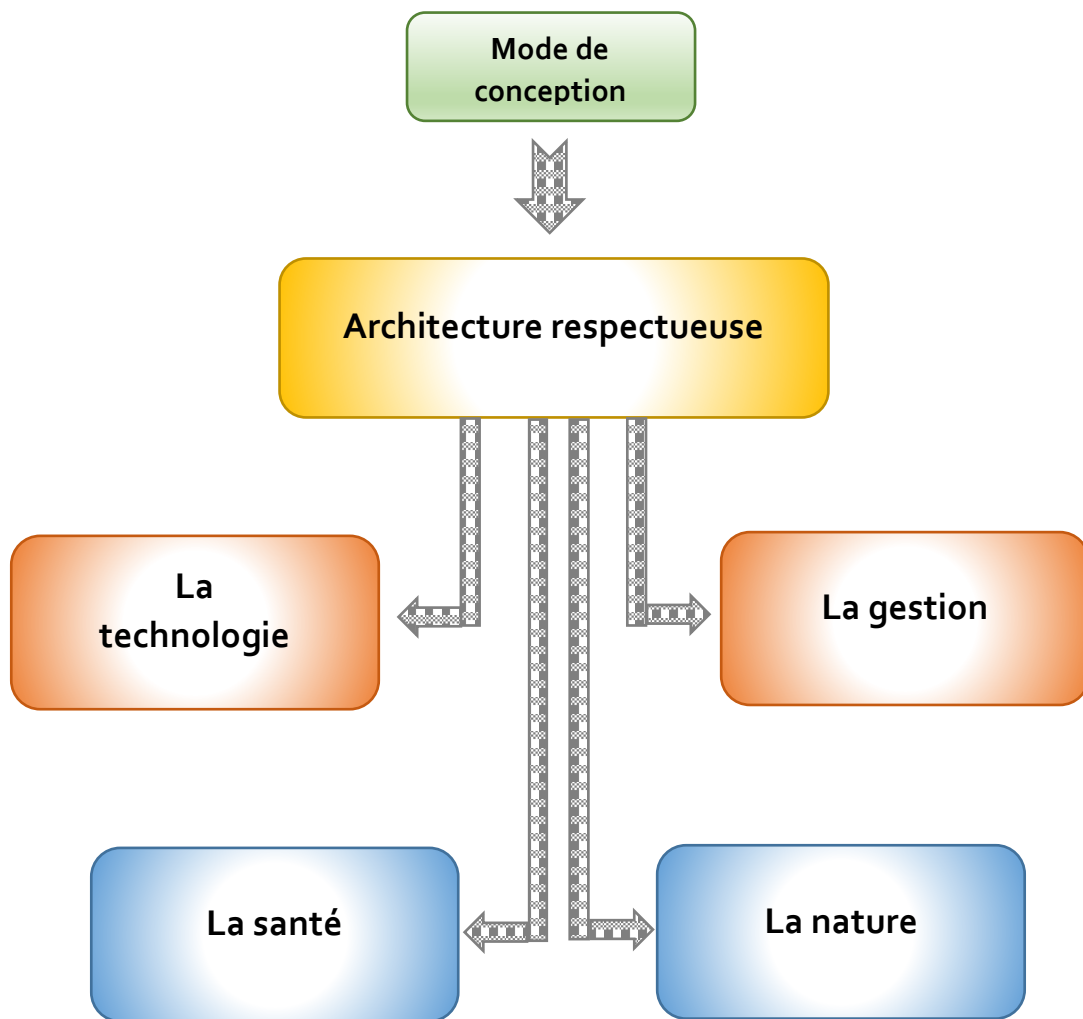 Mode de
conception
Architecture respectueuse
La
technologie
La gestion
La santé
La nature